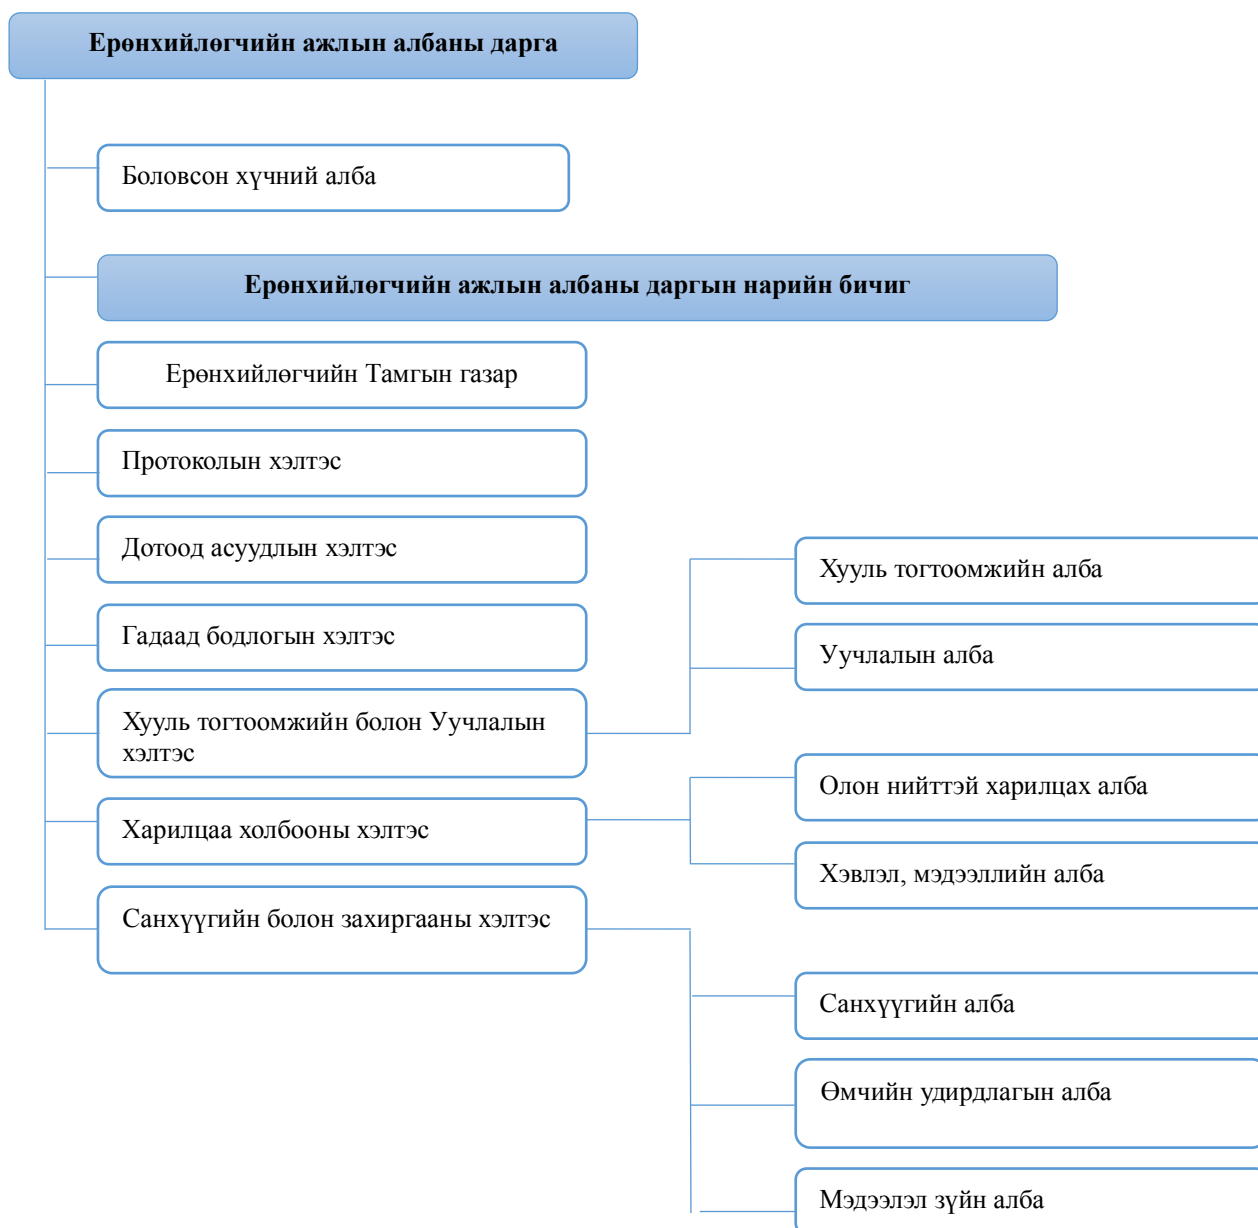 Ерөнхийлөгчийн ажлын албаны дарга
Боловсон хүчний алба
Ерөнхийлөгчийн ажлын албаны даргын нарийн бичиг
Ерөнхийлөгчийн Тамгын газар
Протоколын хэлтэс
Дотоод асуудлын хэлтэс
Гадаад бодлогын хэлтэс
Хууль тогтоомжийн болон Уучлалын
хэлтэс
Харилцаа холбооны хэлтэс
Санхүүгийн болон захиргааны хэлтэс
Хууль тогтоомжийн алба
Уучлалын алба
Олон нийттэй харилцах алба
Хэвлэл, мэдээллийн алба
Санхүүгийн алба
Өмчийн удирдлагын алба
Мэдээлэл зүйн алба